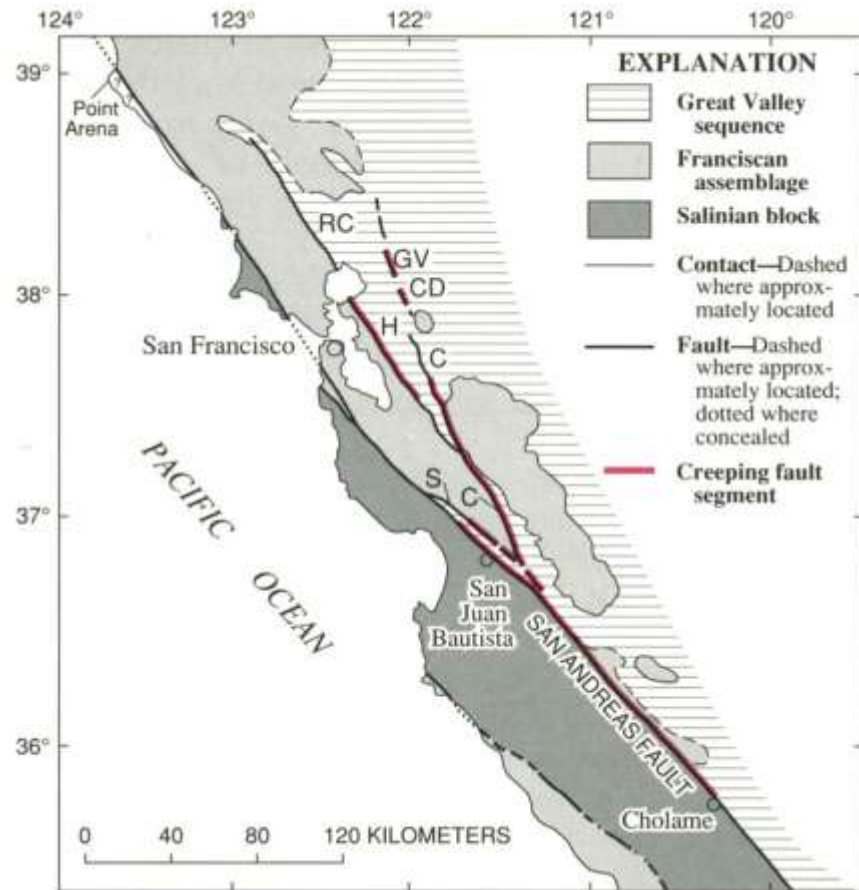 124°
123°
122°
121°
120°
39°
38°
37°
36°
Point
Arena
RC
GV
CD
H
C
San Francisco
S
C
PACIFIC
OCEAN
San
Juan
Bautista
SAN ANDREAS FAULT
Cholame
0 40 80 120 KILOMETERS
EXPLANATION
Great Valley
sequence
Franciscan
assemblage
Salinian block
Contact—Dashed
where approx-
mately located
Fault—Dashed
where approx-
mately located;
dotted where
concealed
Creeping fault
segment